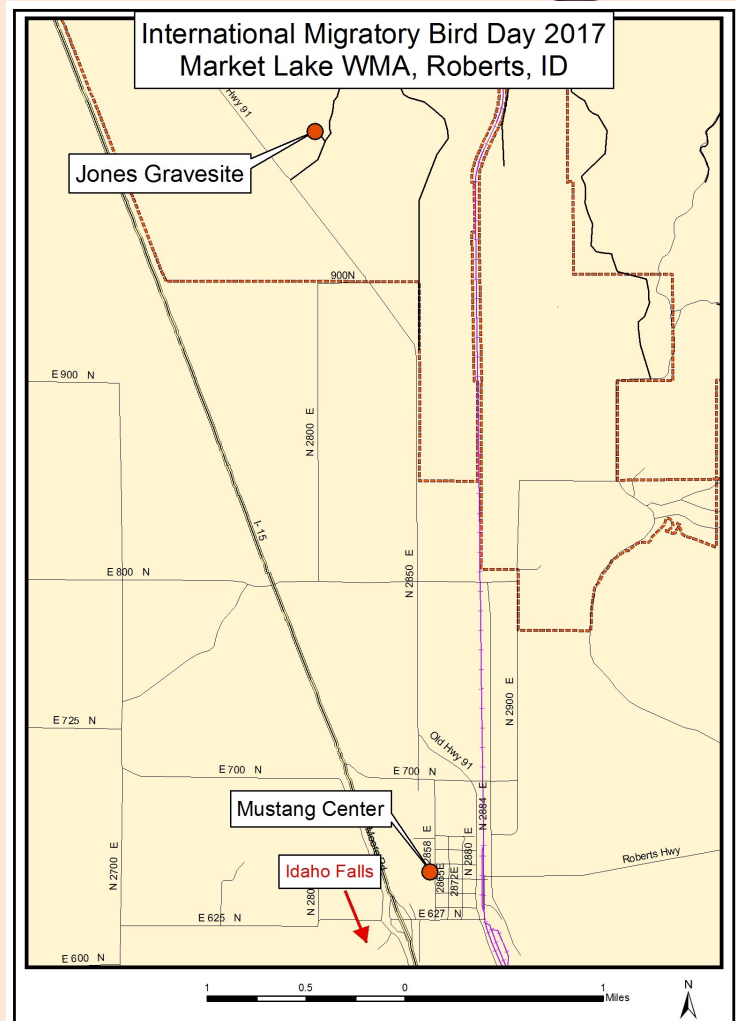 International Migratory Bird Day 2017
Market Lake WMA, Roberts, ID
Hwy 91
Jones Gravesite
900N
E 900 N
N 2800 E
I- 15
E 800 N
N 2850 E
N 2900 E
E 725 N
Old Hwy 91
E 700 N
E 700 N
N 2884 E
Mustang Center
2858 E
N 2880 E
Roberts Hwy
N 2700 E
Idaho Falls
N 280
2865E
2872E
E 627 N
E 625 N
E 600 N
1 0.5 0 1
Miles
N